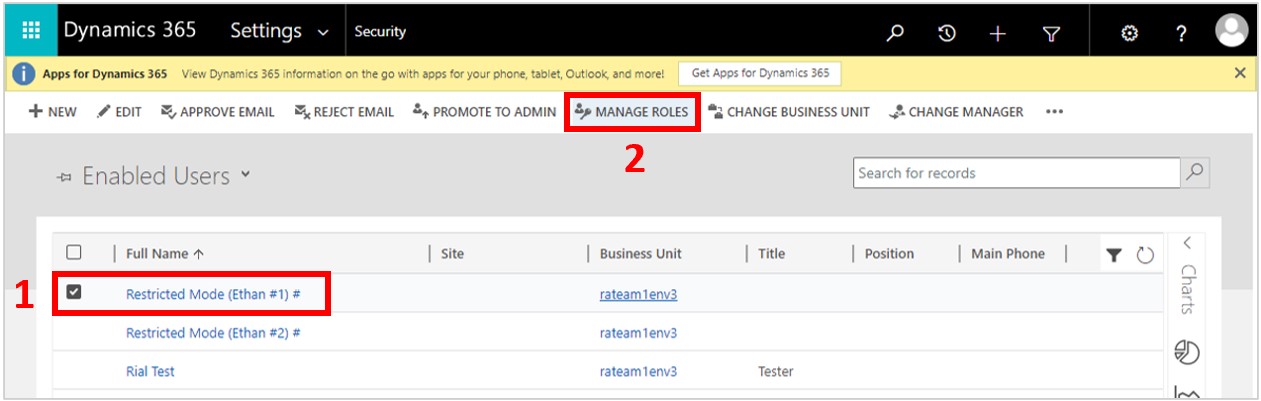 Dynamics 365 Settings Security ?
Apps for Dynamics 365 View Dynamics 365 information on the go with apps for your phone, tablet, Outlook, and more! Get Apps for Dynamics 365
NEW EDIT APPROVE EMAIL REJECT EMAIL PROMOTE TO ADMIN MANAGE ROLES CHANGE BUSINESS UNIT CHANGE MANAGER ...
2
Enabled Users Search for records
Full Name Site Business Unit Title Position Main Phone
1 Restricted Mode (Ethan #1) # rateam1env3
Charts
Restricted Mode (Ethan #2) # rateam1env3
Rial Test rateam1env3 Tester